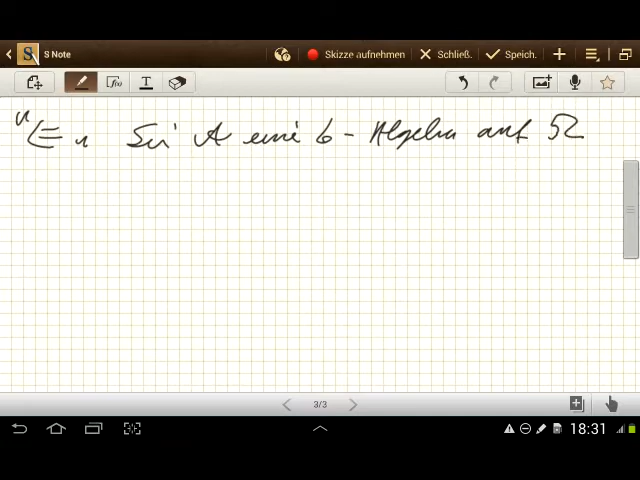 S Note
Skizze aufnehmen
Schließ.
Speich.
f(x)
T
"⊆" Sei A eine σ-Algebra auf Ω
3/3
18:31